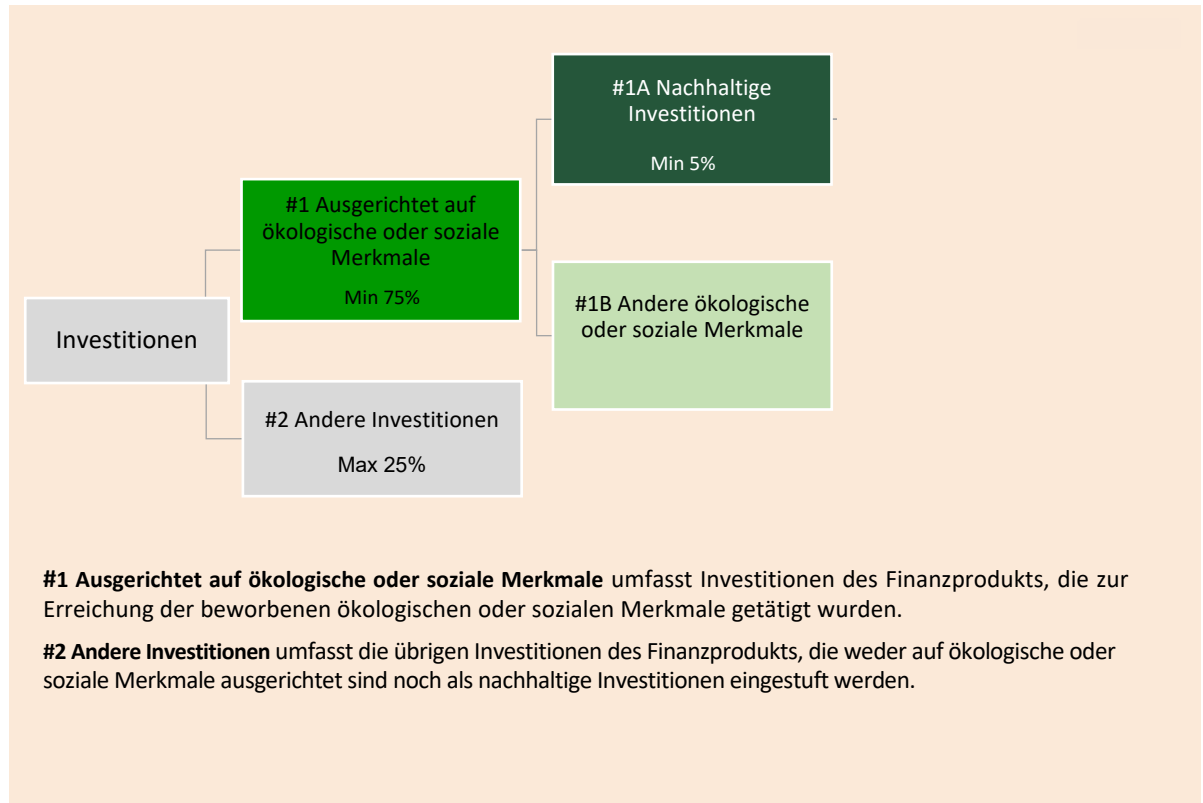 #1A Nachhaltige
Investitionen
Min 5%
#1 Ausgerichtet auf
ökologische oder soziale
Merkmale
Min 75%
#1B Andere ökologische
oder soziale Merkmale
Investitionen
#2 Andere Investitionen
Max 25%
#1 Ausgerichtet auf ökologische oder soziale Merkmale umfasst Investitionen des Finanzprodukts, die zur
Erreichung der beworbenen ökologischen oder sozialen Merkmale getätigt wurden.
#2 Andere Investitionen umfasst die übrigen Investitionen des Finanzprodukts, die weder auf ökologische oder
soziale Merkmale ausgerichtet sind noch als nachhaltige Investitionen eingestuft werden.